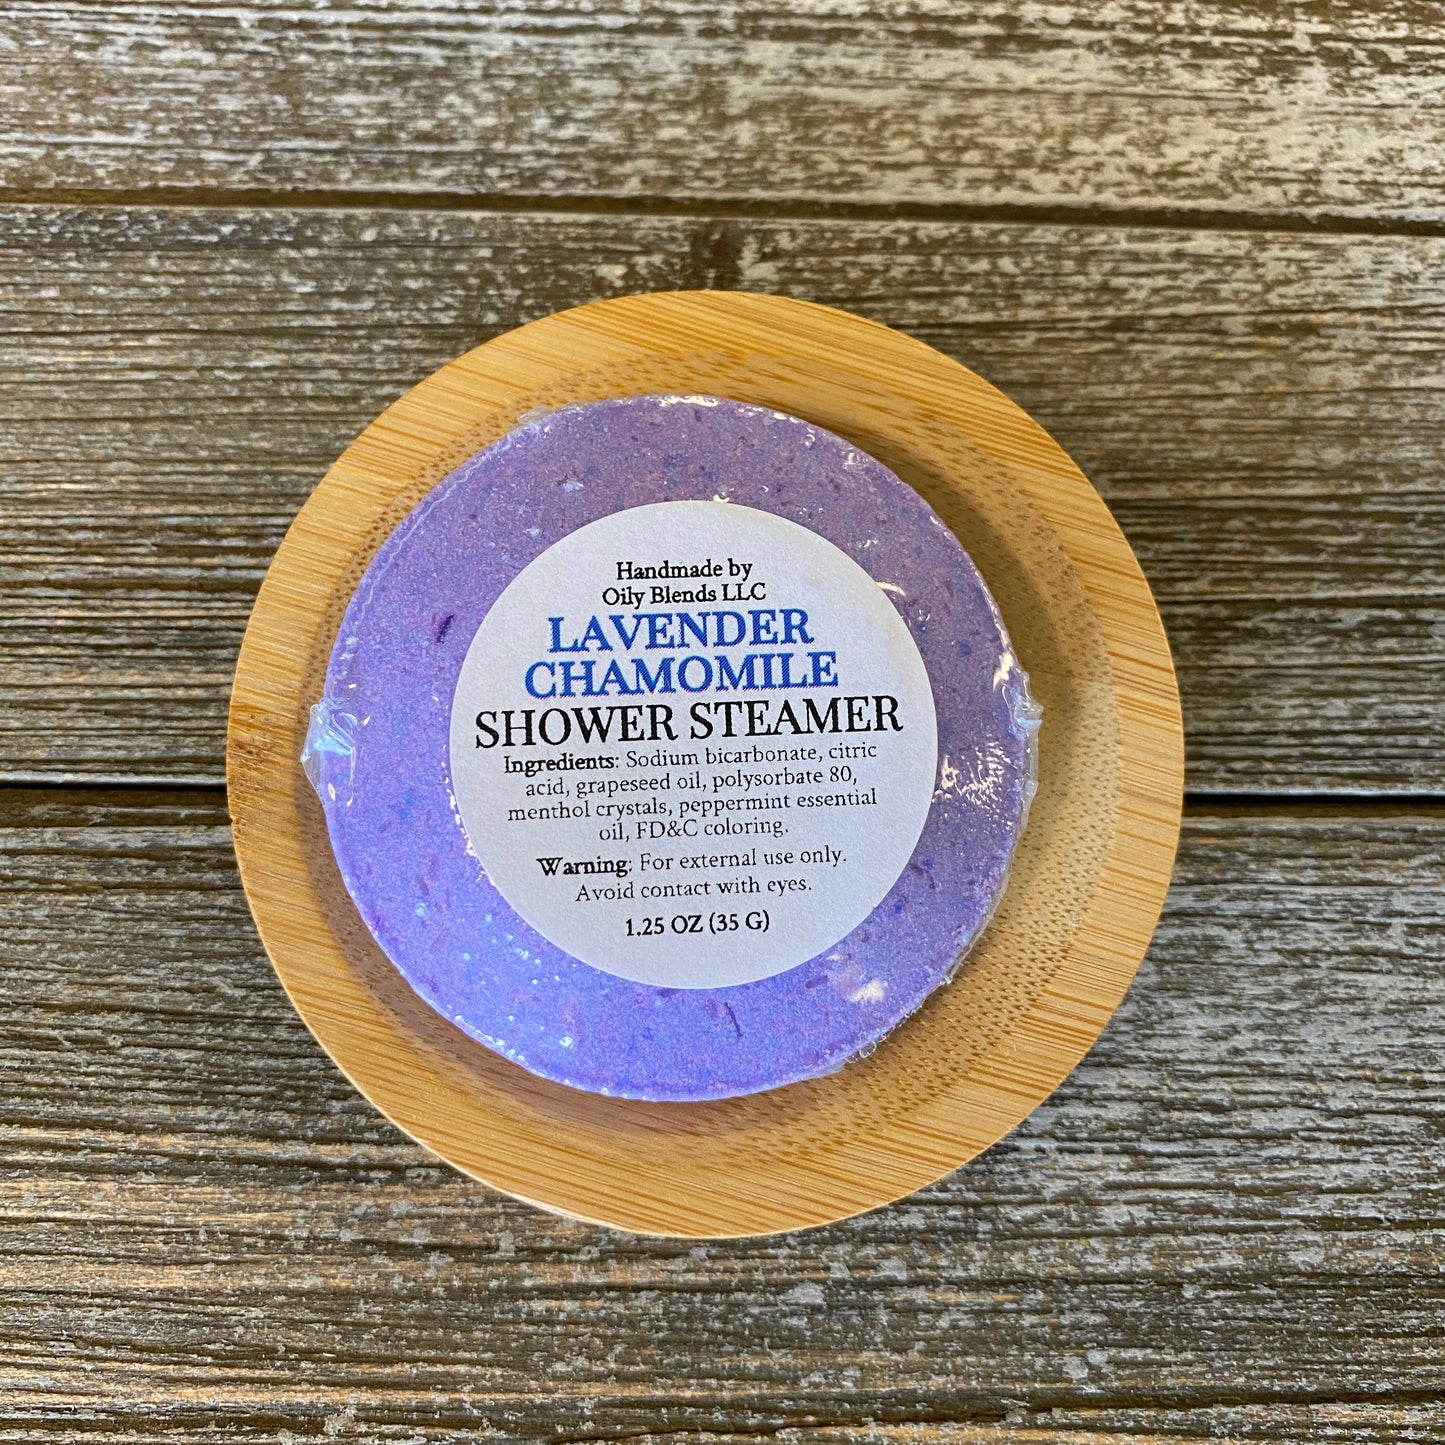 Handmade by
Oily Blends LLC
LAVENDER
CHAMOMILE
SHOWER STEAMER
Ingredients: Sodium bicarbonate, citric
acid, grapeseed oil, polysorbate 80,
menthol crystals, peppermint essential
oil, FD&C coloring.
Warning: For external use only.
Avoid contact with eyes.
1.25 OZ (35 G)